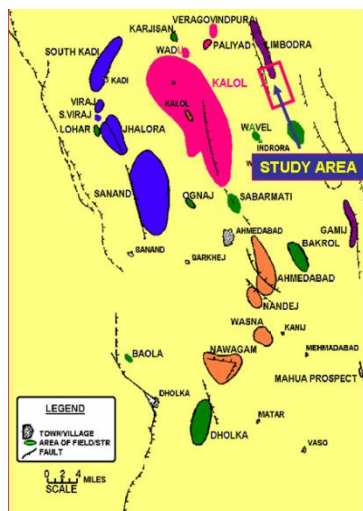 VERAGOVINDPURA
KARJISAN
WADU
PALIYAD
LIMBODRA
SOUTH KADI
KADI
KALOL
VIRAJ
S.VIRAJ
KALOL
LOHAR
JHALORA
WAVEL
INDRORA
W
STUDY AREA
SANAND
OGNAJ
SABARMATI
AHMEDABAD
GAMIJ
SANAND
SARKHEJ
BAKROL
AHMEDABAD
NANDEJ
WASNA
KANIJ
BAOLA
NAWAGAM
MEHMADABAD
MAHUA PROSPECT
DHOLKA
LEGEND
TOWN/VILLAGE
AREA OF FIELD/STR
FAULT
MATAR
DHOLKA
VASO
0 2 4 MILES
SCALE